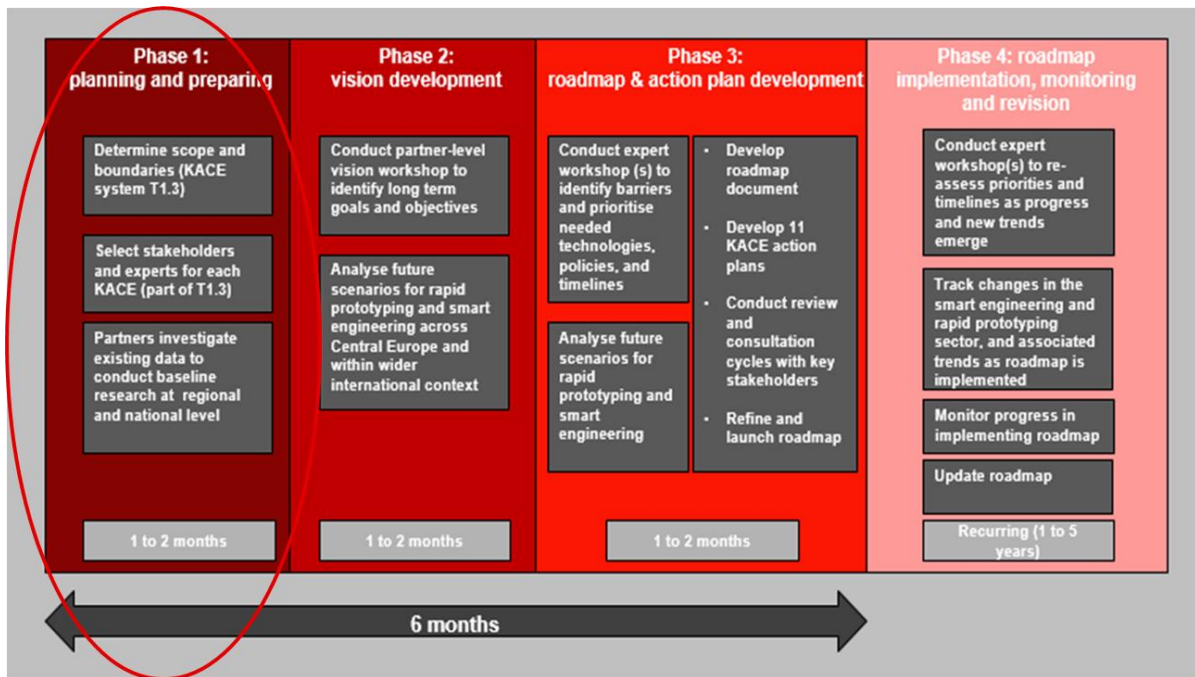 Phase 1:
planning and preparing
Determine scope and
boundaries (KACE
system T1.3)
Select stakeholders
and experts for each
KACE (part of T1.3)
Partners investigate
existing data to
conduct baseline
research at regional
and national level
1 to 2 months
Phase 2:
vision development
Conduct partner-level
vision workshop to
identify long term
goals and objectives
Analyse future
scenarios for rapid
prototyping and smart
engineering across
Central Europe and
within wider
international context
1 to 2 months
Phase 3:
roadmap & action plan development
Conduct expert
workshop (s) to
identify barriers
and prioritise
needed
technologies,
policies, and
timelines
Analyse future
scenarios for
rapid
prototyping and
smart
engineering
• Develop
roadmap
document
• Develop 11
KACE action
plans
• Conduct review
and
consultation
cycles with key
stakeholders
• Refine and
launch roadmap
1 to 2 months
Phase 4: roadmap
implementation, monitoring
and revision
Conduct expert
workshop(s) to re-
assess priorities and
timelines as progress
and new trends
emerge
Track changes in the
smart engineering and
rapid prototyping
sector, and associated
trends as roadmap is
implemented
Monitor progress in
implementing roadmap
Update roadmap
Recurring (1 to 5
years)
6 months